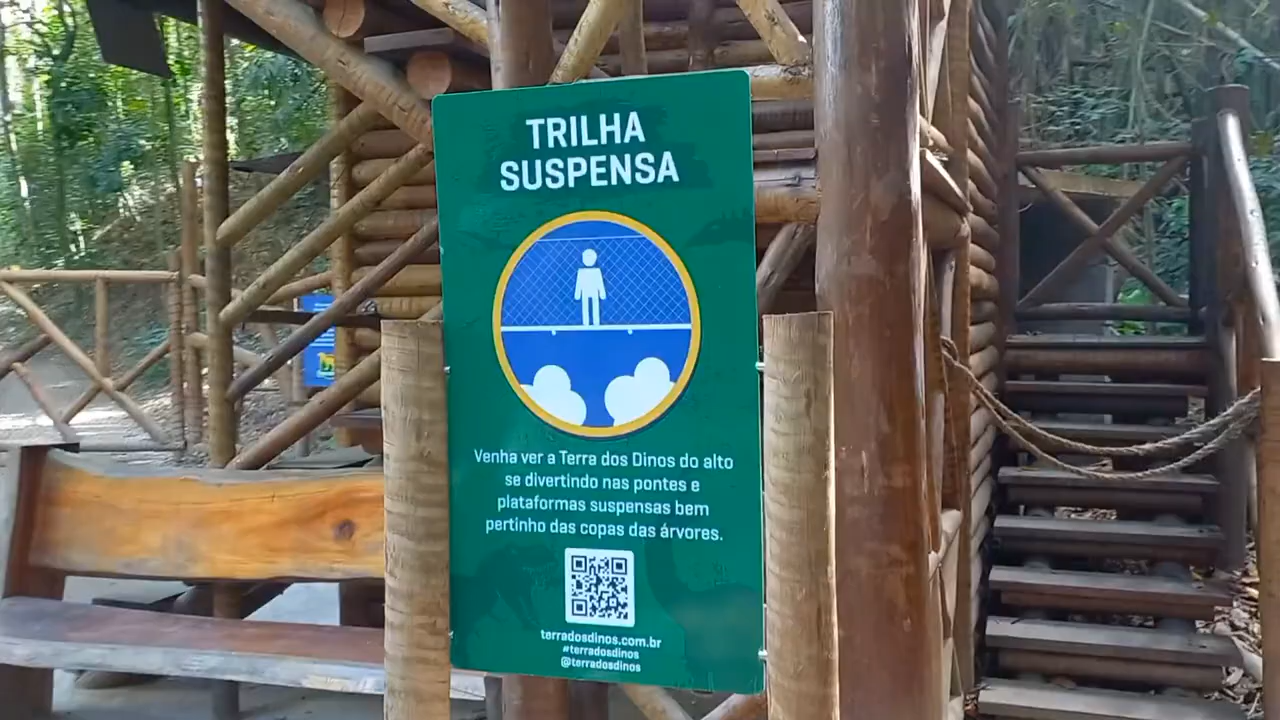 TRILHA
SUSPENSA
Venha ver a Terra dos Dinos do alto
se divertindo nas pontes e
plataformas suspensas bem
pertinho das copas das árvores.
terradosdinos.com.br
#terradosdinos
@terradosdinos